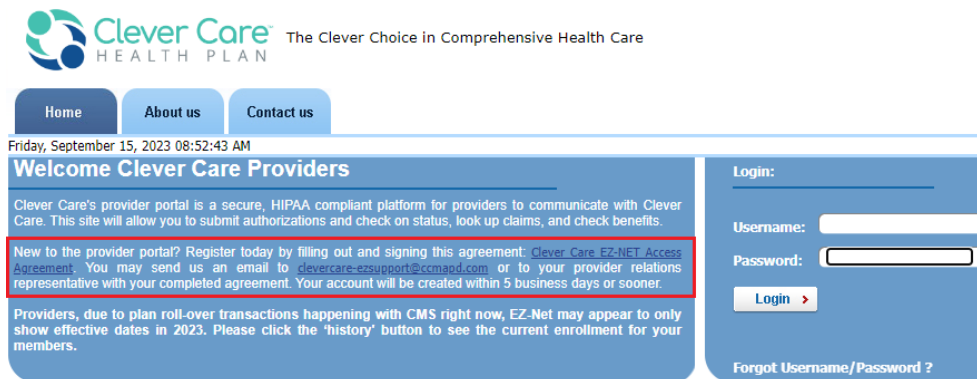 Clever Care™
HEALTH PLAN
The Clever Choice in Comprehensive Health Care
Home
About us
Contact us
Friday, September 15, 2023 08:52:43 AM
Welcome Clever Care Providers
Clever Care's provider portal is a secure, HIPAA compliant platform for providers to communicate with Clever
Care. This site will allow you to submit authorizations and check on status, look up claims, and check benefits.
New to the provider portal? Register today by filling out and signing this agreement: Clever Care EZ-NET Access
Agreement. You may send us an email to clevercare-ezsupport@ccmapd.com or to your provider relations
representative with your completed agreement. Your account will be created within 5 business days or sooner.
Providers, due to plan roll-over transactions happening with CMS right now, EZ-Net may appear to only
show effective dates in 2023. Please click the 'history' button to see the current enrollment for your
members.
Login:
Username:
Password:
Login >
Forgot Username/Password ?